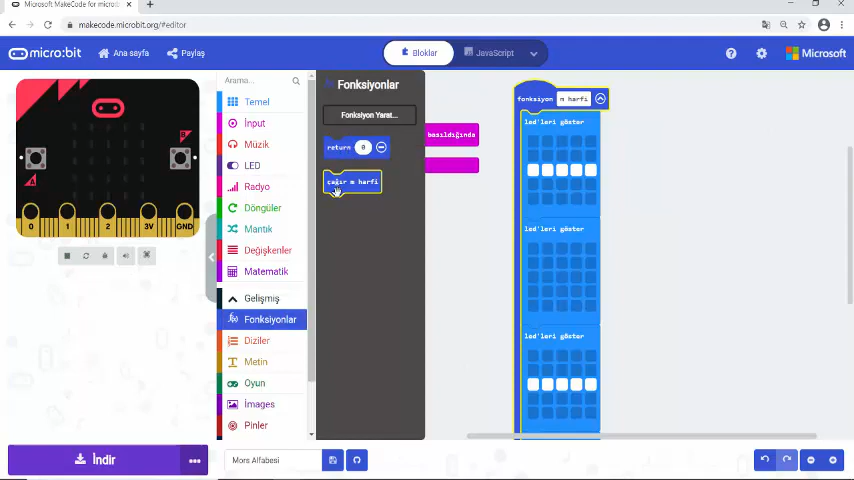 Microsoft MakeCode for micro:b
makecode.microbit.org/#editor
micro:bit
Ana sayfa
Paylaş
Bloklar
JavaScript
Microsoft
A
B
0
1
2
3V
GND
İndir
Arama...
Temel
Input
Müzik
LED
Radyo
Döngüler
Mantık
Değişkenler
Matematik
Gelişmiş
Fonksiyonlar
Diziler
Metin
Oyun
İmages
Pinler
Fonksiyonlar
Fonksiyon Yarat...
return 0
çağır m harfi
basıldığında
fonksiyon m harfi
led'leri göster
led'leri göster
led'leri göster
Mors Alfabesi